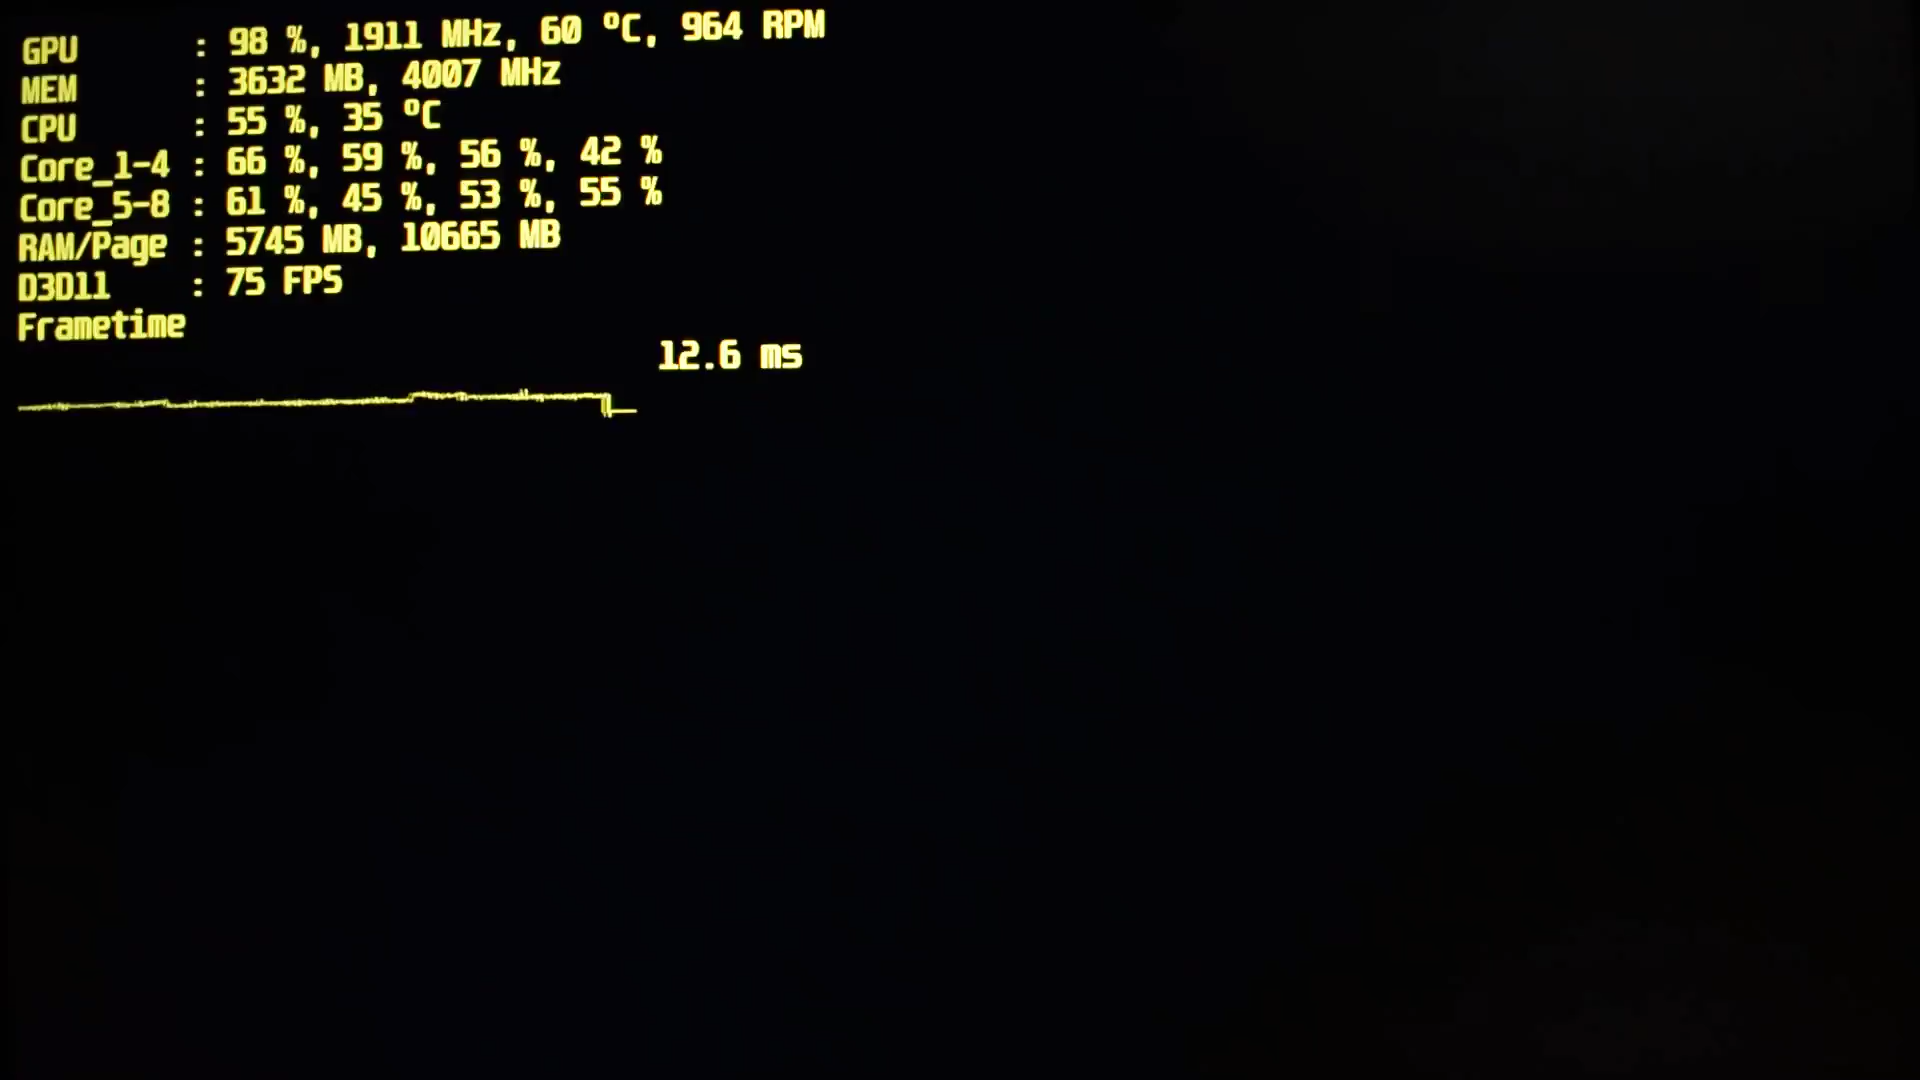 GPU : 98 %, 1911 MHz, 60 ºC, 964 RPM
MEM : 3632 MB, 4007 MHz
CPU : 55 %, 35 ºC
Core_1-4 : 66 %, 59 %, 56 %, 42 %
Core_5-8 : 61 %, 45 %, 53 %, 55 %
RAM/Page : 5745 MB, 10665 MB
D3D11 : 75 FPS
Frametime
12.6 ms